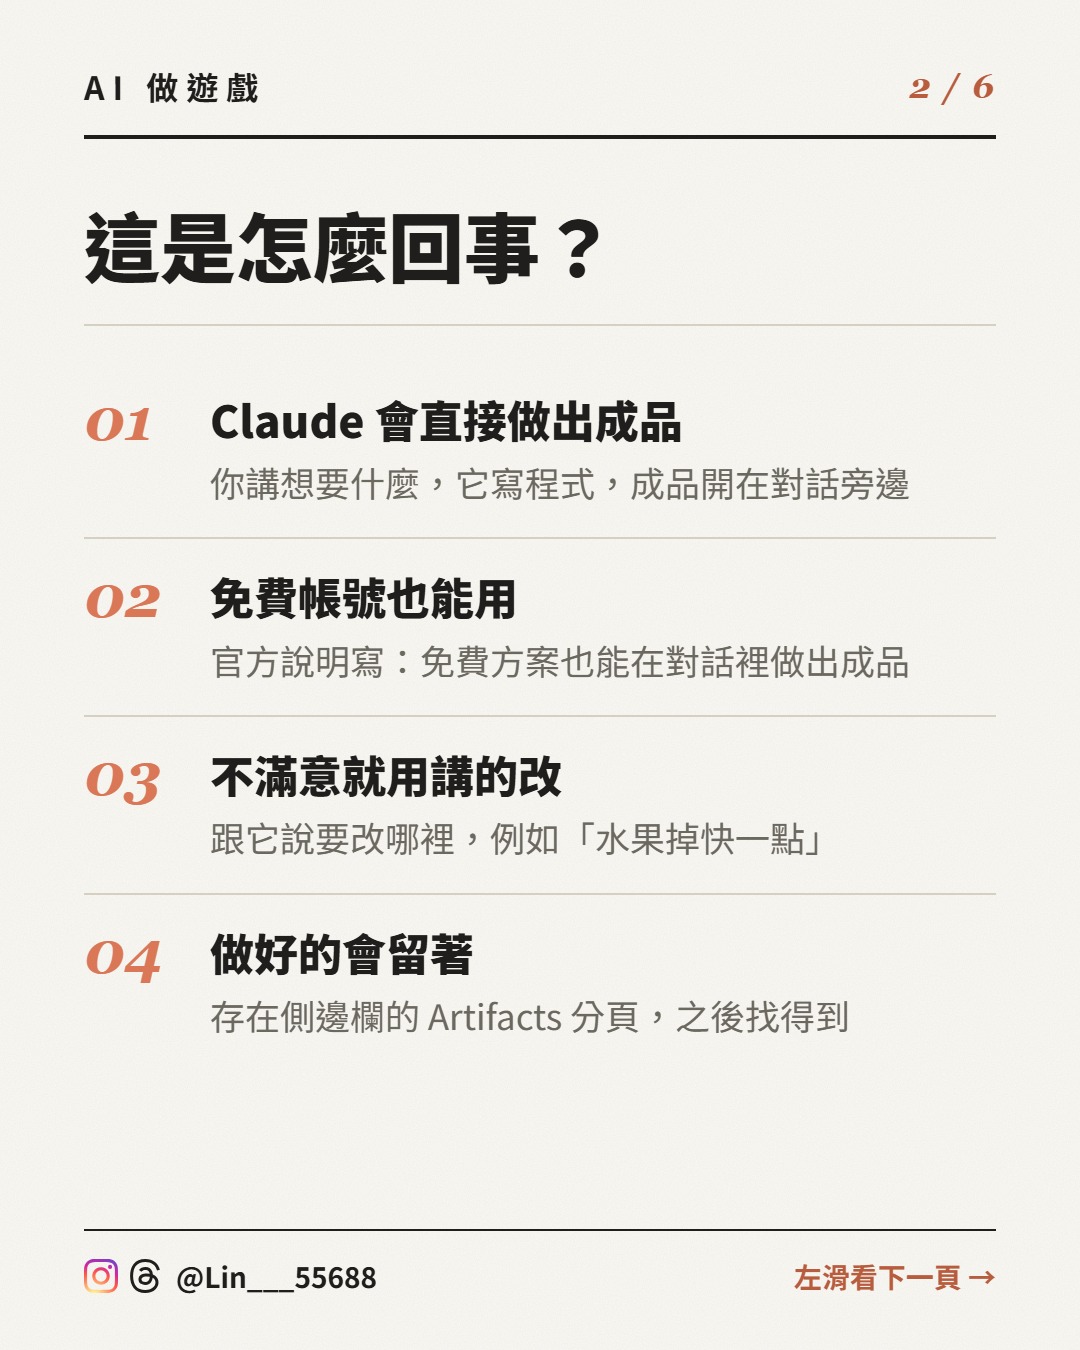 AI 做遊戲
2 / 6
這是怎麼回事？
01
Claude 會直接做出成品
你講想要什麼，它寫程式，成品開在對話旁邊
02
免費帳號也能用
官方說明寫：免費方案也能在對話裡做出成品
03
不滿意就用講的改
跟它說要改哪裡，例如「水果掉快一點」
04
做好的會留著
存在側邊欄的 Artifacts 分頁，之後找得到
@Lin___55688
左滑看下一頁 →